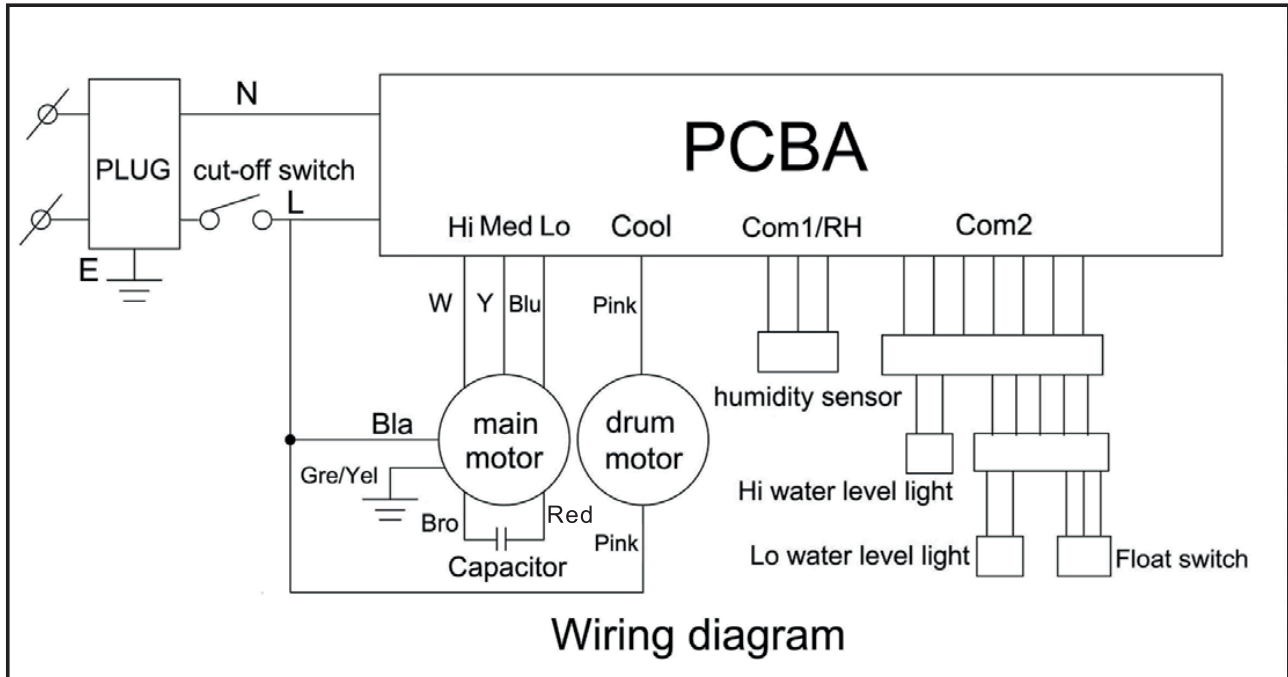 N
PCBA
PLUG
cut-off switch
L
E
Hi Med Lo
Cool
Com1/RH
Com2
W
Y
Blu
Pink
humidity sensor
Bla
main
motor
drum
motor
Gre/Yel
Hi water level light
Bro
Red
Pink
Capacitor
Lo water level light
Float switch
Wiring diagram